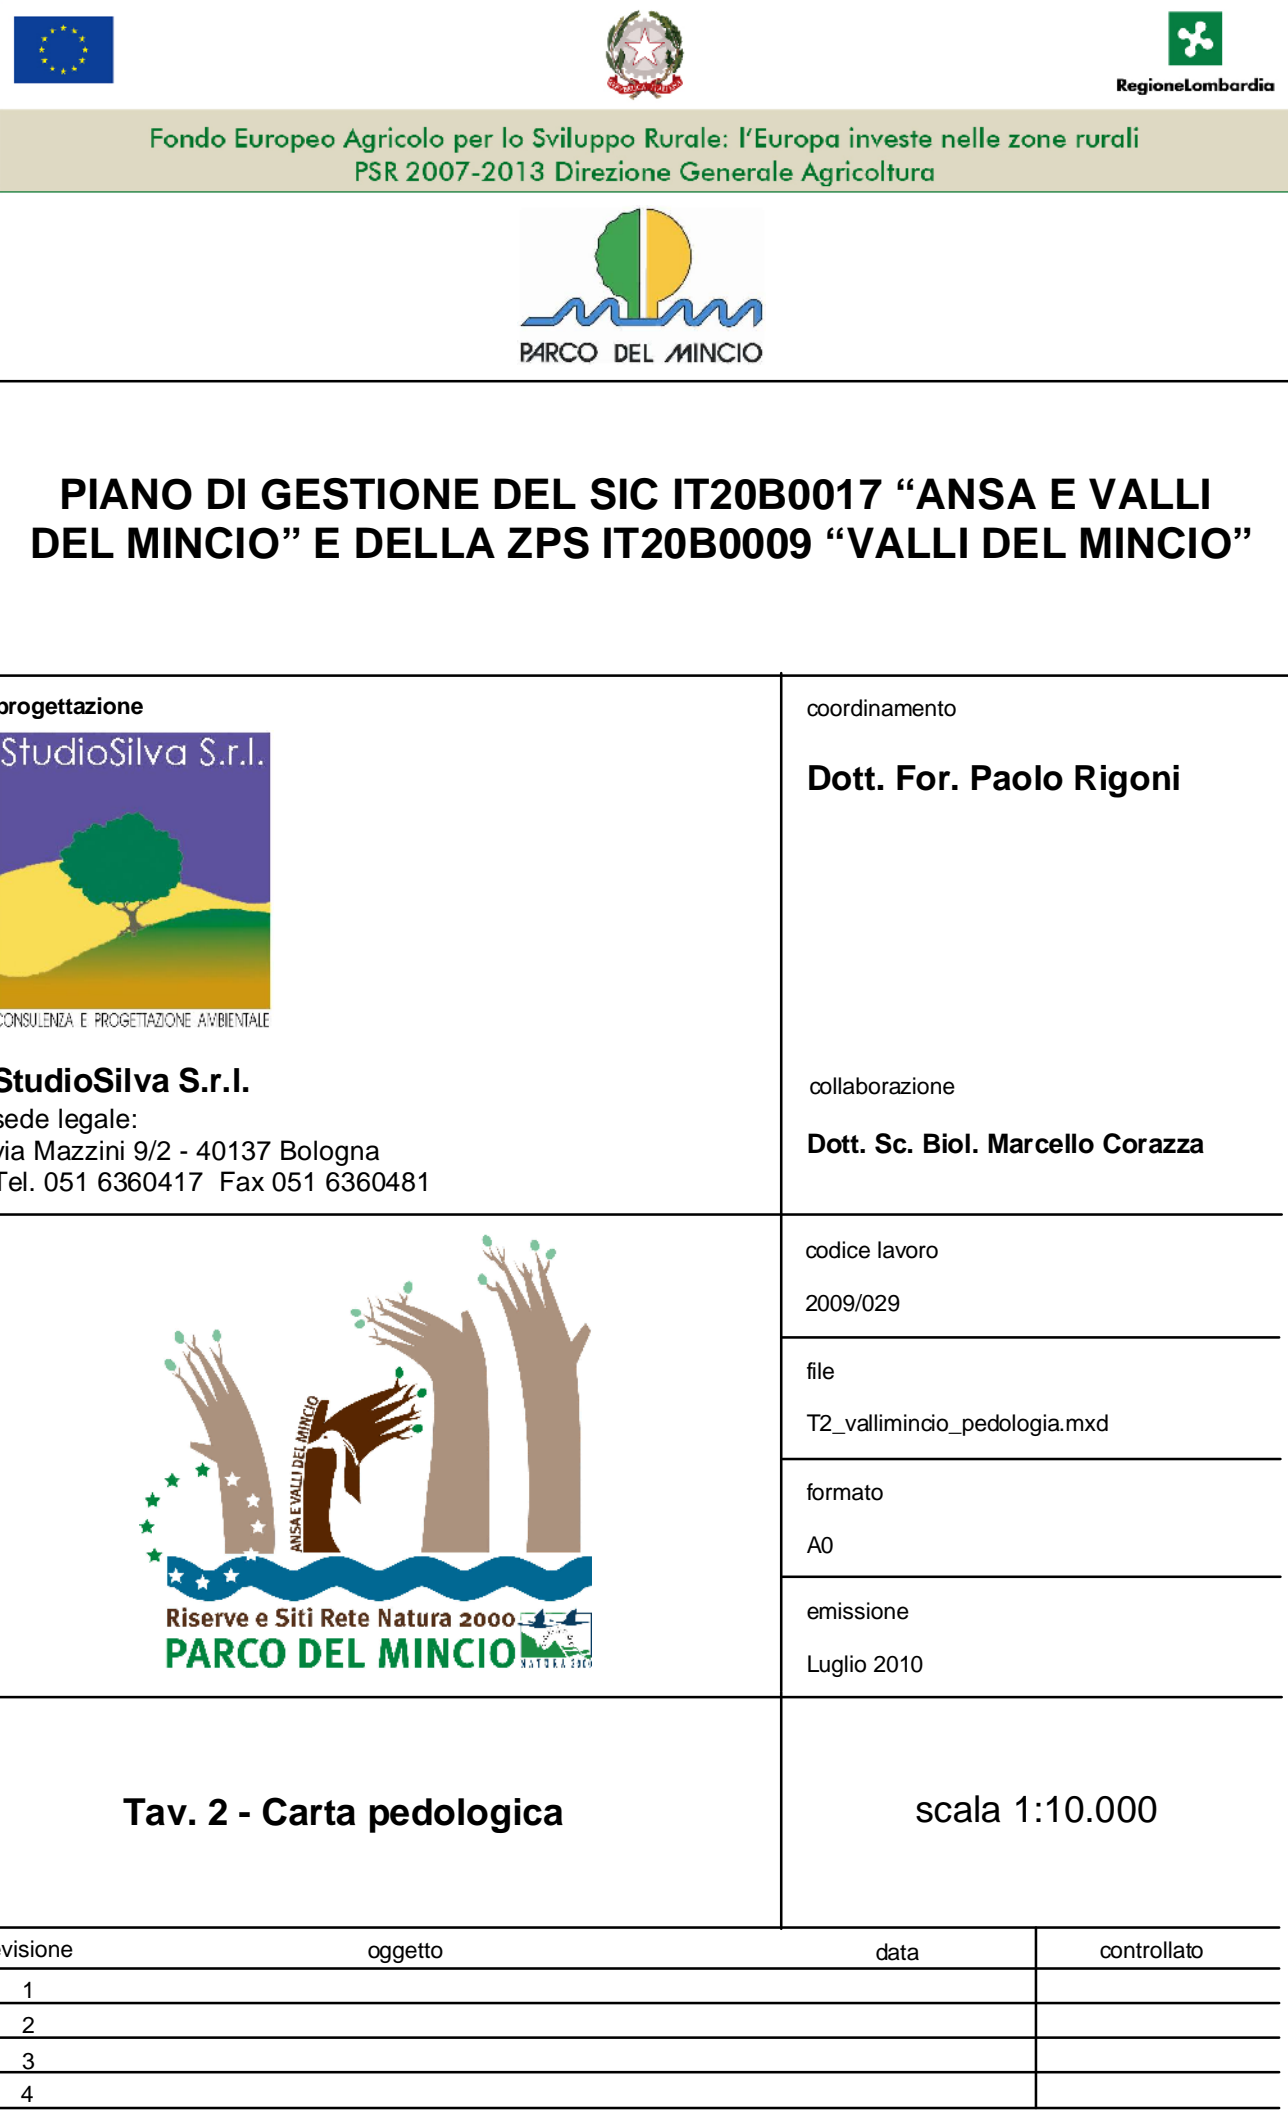 RegioneLombardia
Fondo Europeo Agricolo per lo Sviluppo Rurale: l'Europa investe nelle zone rurali
PSR 2007-2013 Direzione Generale Agricoltura
PARCO DEL MINCIO
PIANO DI GESTIONE DEL SIC IT20B0017 “ANSA E VALLI
DEL MINCIO” E DELLA ZPS IT20B0009 “VALLI DEL MINCIO”
progettazione
StudioSilva S.r.l.
CONSULENZA E PROGETTAZIONE AMBIENTALE
StudioSilva S.r.l.
sede legale:
via Mazzini 9/2 - 40137 Bologna
Tel. 051 6360417 Fax 051 6360481
coordinamento
Dott. For. Paolo Rigoni
collaborazione
Dott. Sc. Biol. Marcello Corazza
ANSA E VALLI DEL MINCIO
Riserve e Siti Rete Natura 2000
PARCO DEL MINCIO
NATURA 2000
codice lavoro
2009/029
file
T2_vallimincio_pedologia.mxd
formato
A0
emissione
Luglio 2010
Tav. 2 - Carta pedologica
scala 1:10.000
evisione oggetto data controllato
1
2
3
4